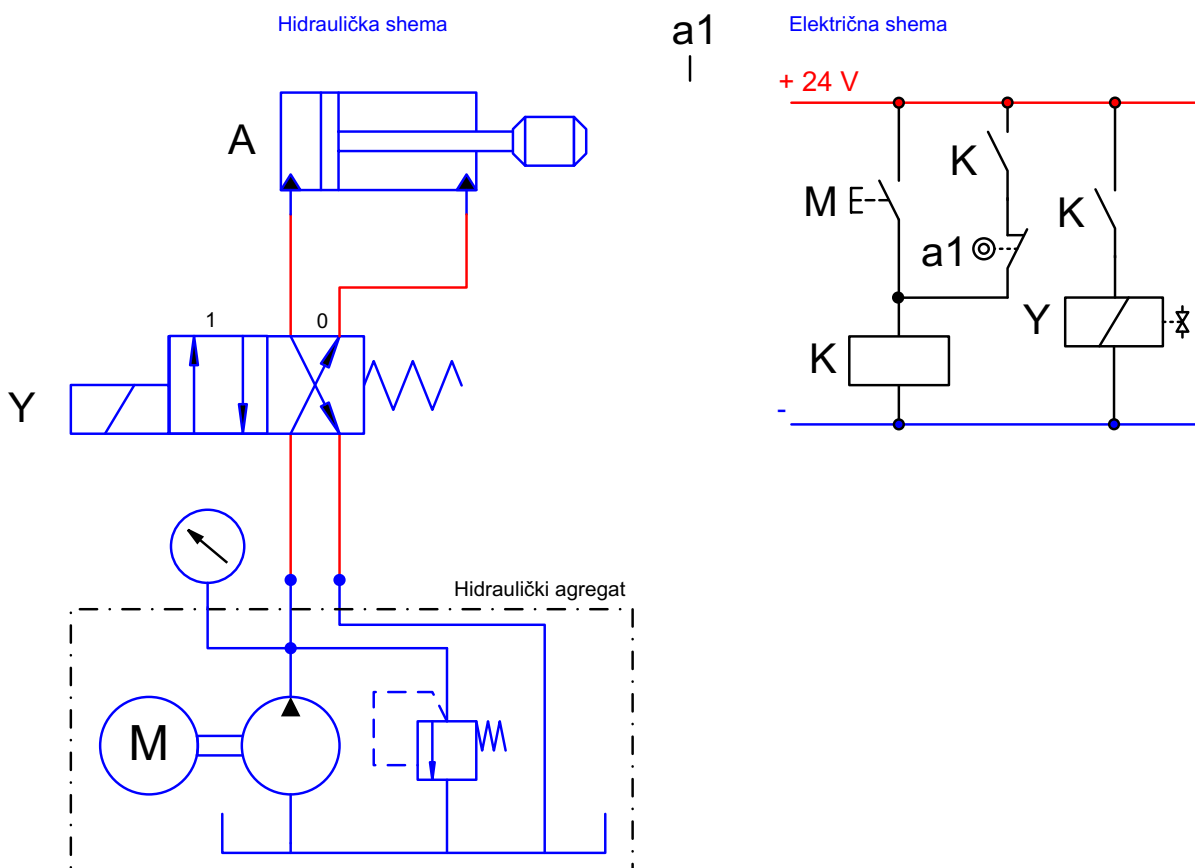 Hidraulička shema
a1
Električna shema
+ 24 V
A
K
M
K
a1
1
0
Y
K
Y
-
Hidraulički agregat
M